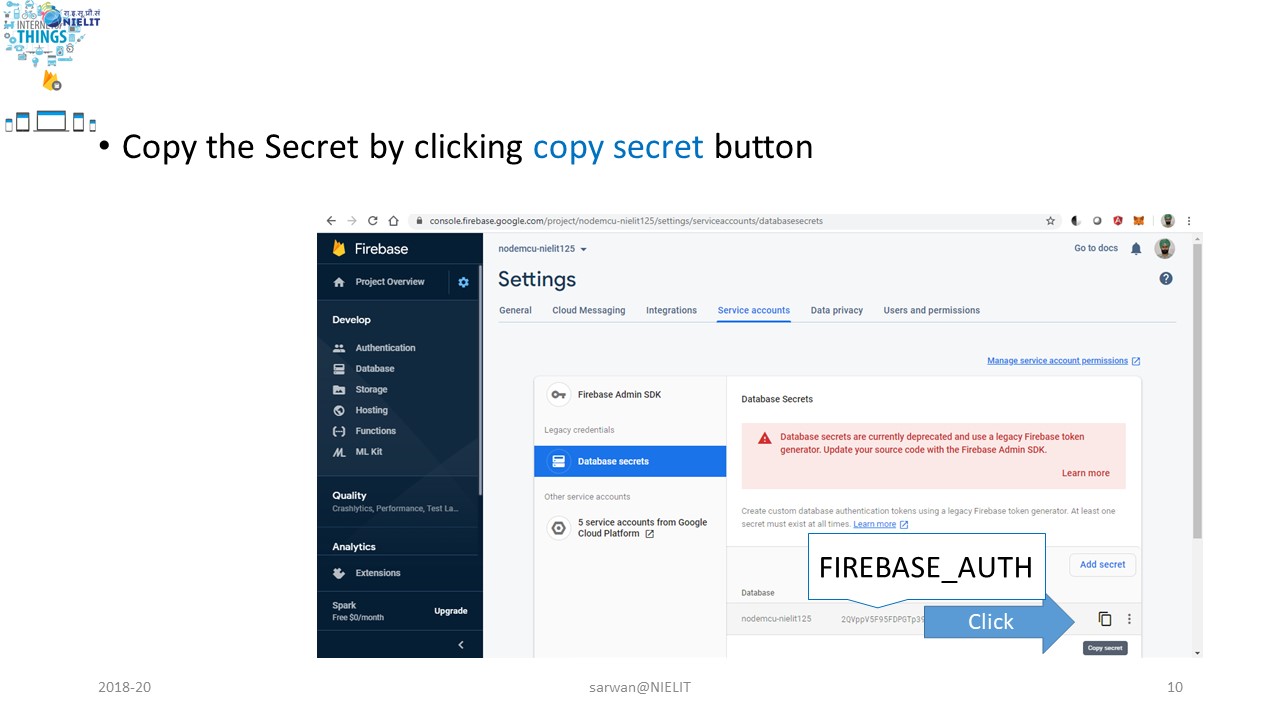 रा.इ.सू.प्रौ.सं
NIELIT
INTERNET OF
THINGS
• Copy the Secret by clicking copy secret button
console.firebase.google.com/project/nodemcu-nielit125/settings/serviceaccounts/databasesecrets
Firebase
nodemcu-nielit125
Go to docs
Project Overview
Settings
General Cloud Messaging Integrations Service accounts Data privacy Users and permissions
Develop
Authentication
Database
Storage
Hosting
Functions
ML Kit
Quality
Crashlytics, Performance, Test La...
Analytics
Extensions
Spark
Free $0/month
Upgrade
Manage service account permissions
Firebase Admin SDK
Legacy credentials
Database secrets
Other service accounts
5 service accounts from Google
Cloud Platform
Database Secrets
Database secrets are currently deprecated and use a legacy Firebase token
generator. Update your source code with the Firebase Admin SDK.
Learn more
Create custom database authentication tokens using a legacy Firebase token generator. At least one
secret must exist at all times. Learn more
FIREBASE_AUTH
Add secret
Database
nodemcu-nielit125
Click
Copy secret
2018-20
sarwan@NIELIT
10